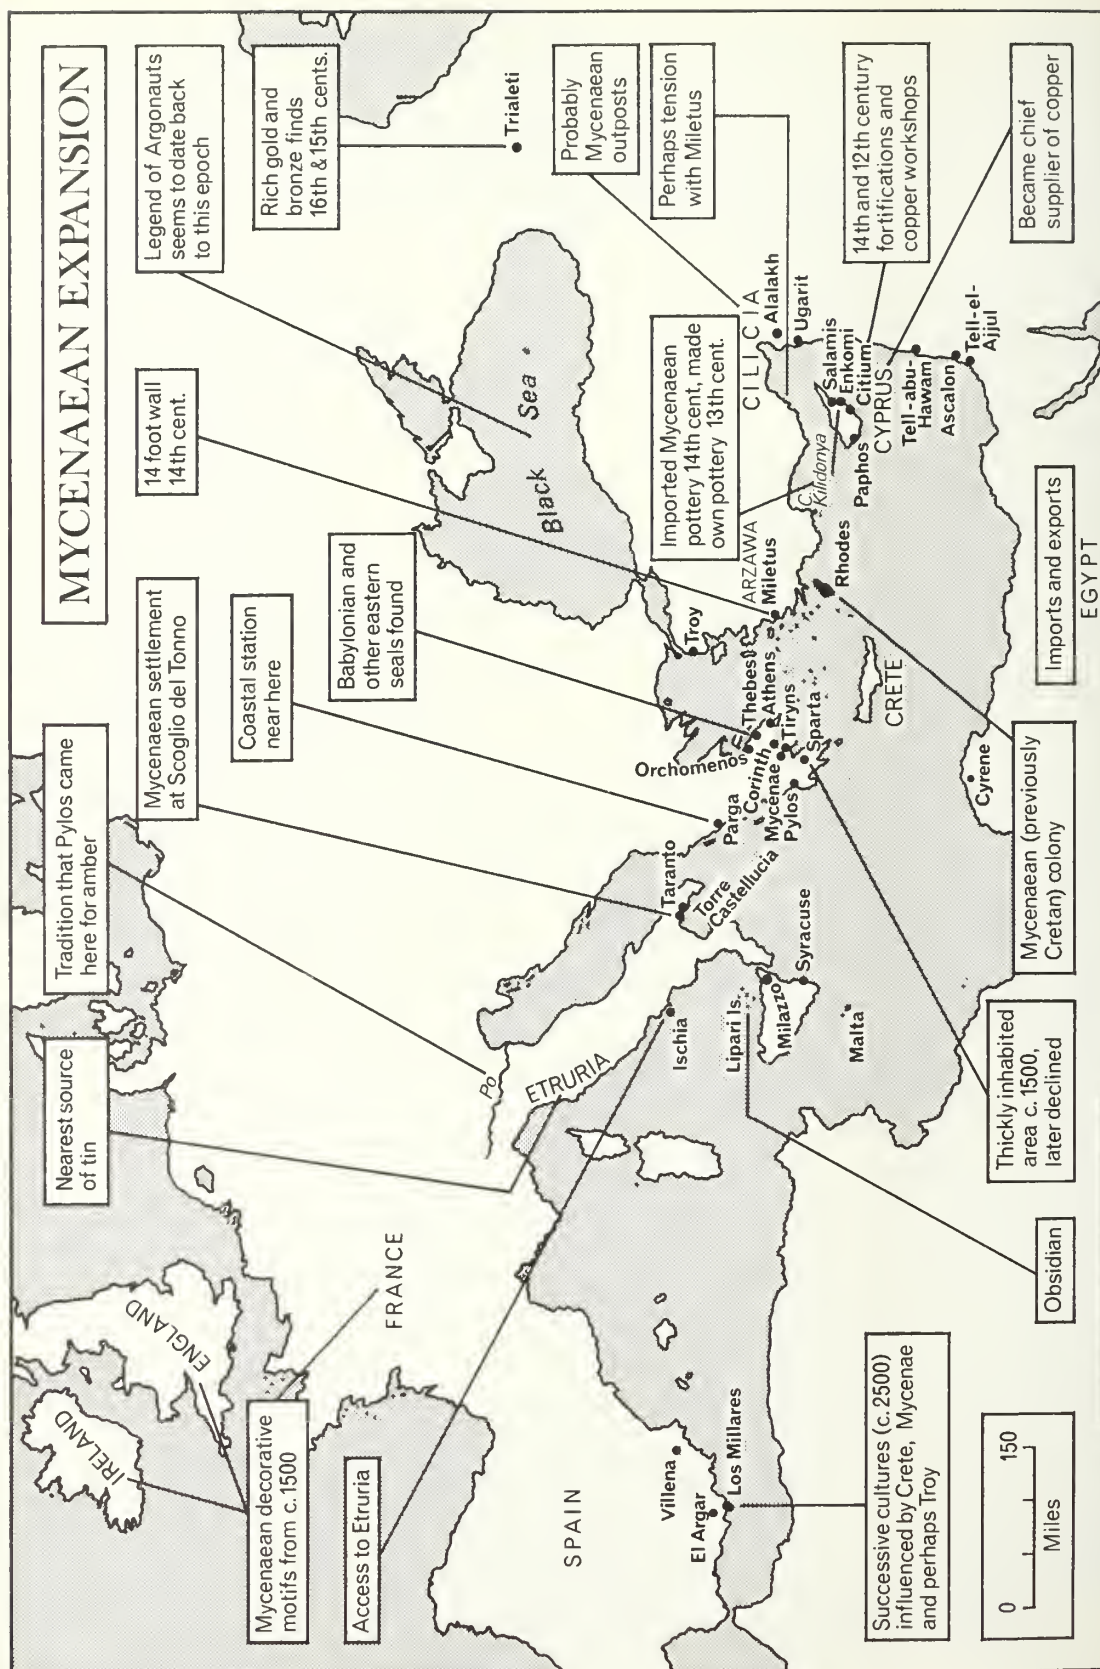 MYCENAEAN EXPANSION
Legend of Argonauts
seems to date back
to this epoch
Rich gold and
bronze finds
16th & 15th cents.
Trialeti
Probably
Mycenaean
outposts
Perhaps tension
with Miletus
14th and 12th century
fortifications and
copper workshops
Became chief
supplier of copper
14 foot wall
14th cent.
Mycenaean settlement
at Scoglio del Tonno
Coastal station
near here
Babylonian and
other eastern
seals found
Imported Mycenaean
pottery 14th cent, made
own pottery 13th cent.
Tradition that Pylos came
here for amber
Nearest source
of tin
Mycenaean decorative
motifs from c. 1500
Access to Etruria
Successive cultures (c. 2500)
influenced by Crete, Mycenae
and perhaps Troy
Obsidian
Thickly inhabited
area c. 1500,
later declined
Mycenaean (previously
Cretan) colony
Imports and exports
IRELAND
ENGLAND
FRANCE
SPAIN
Villena
El Argar
Los Millares
Po
ETRURIA
Ischia
Lipari Is.
Milazzo
Syracuse
Malta
Taranto
Torre
Castellucia
Parga
Orchomenos
Thebes
Athens
Corinth
Tiryns
Mycenae
Sparta
Pylos
CRETE
Cyrene
Troy
ARZAWA
Miletus
Rhodes
Black Sea
CILICIA
C.
Kilidonya
Alalakh
Ugarit
Salamis
Enkomi
Citium
Paphos
CYPRUS
Tell-abu-
Hawam
Ascalon
Tell-el-
Ajjul
EGYPT
0 150
Miles